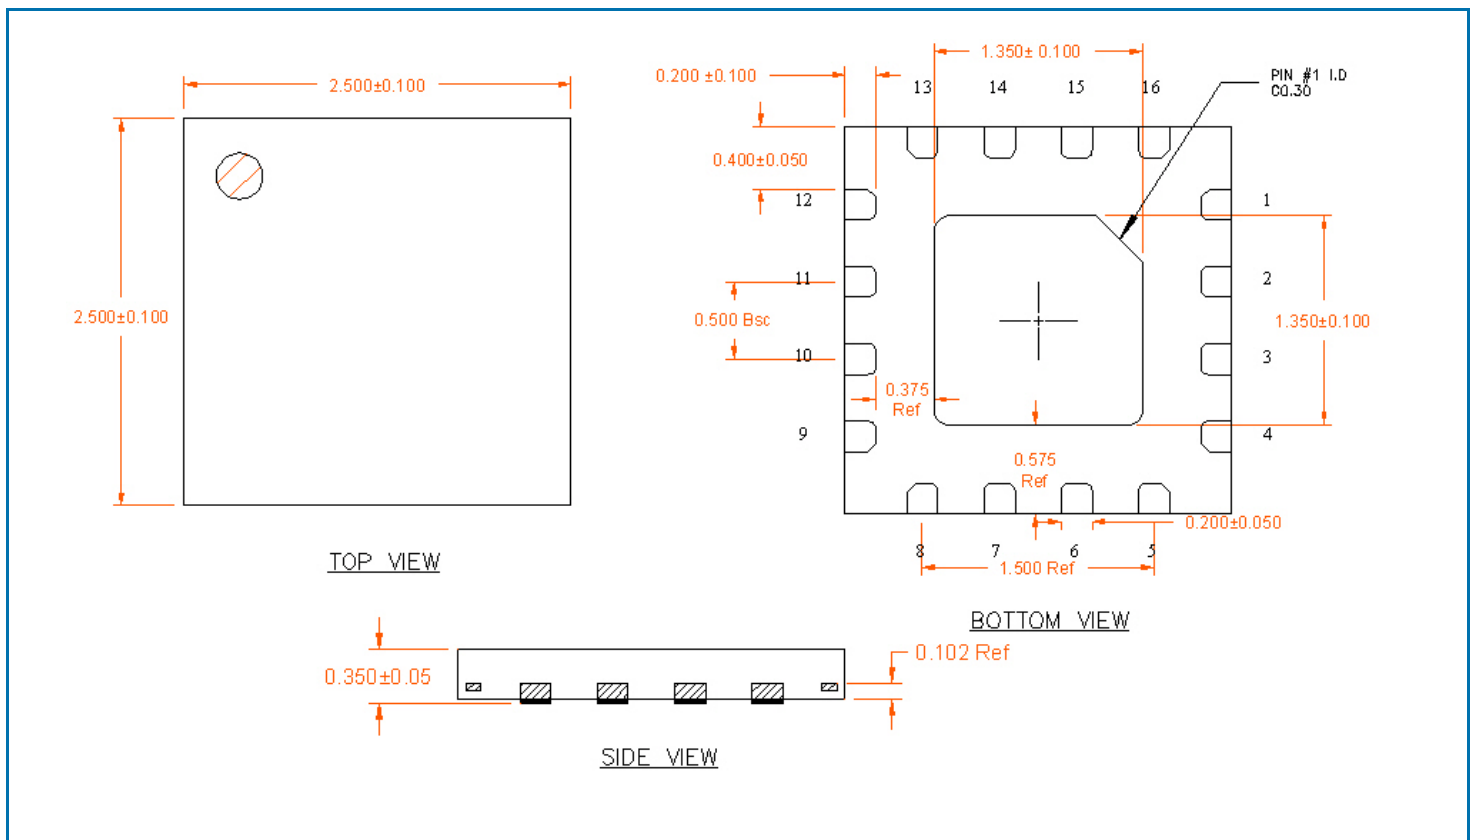 2.500±0.100
2.500±0.100
TOP VIEW
1.350± 0.100
0.200 ±0.100
13
14
15
16
PIN #1 I.D
C0.30
0.400±0.050
12
1
11
2
0.500 Bsc
1.350±0.100
10
3
0.375
Ref
9
4
0.575
Ref
0.200±0.050
8
7
6
5
1.500 Ref
BOTTOM VIEW
0.350±0.05
0.102 Ref
SIDE VIEW